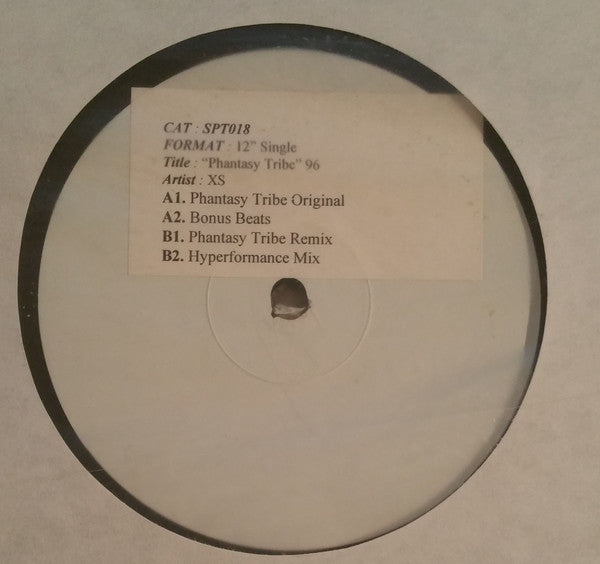 CAT : SPT018
FORMAT : 12” Single
Title : “Phantasy Tribe” 96
Artist : XS
A1. Phantasy Tribe Original
A2. Bonus Beats
B1. Phantasy Tribe Remix
B2. Hyperformance Mix